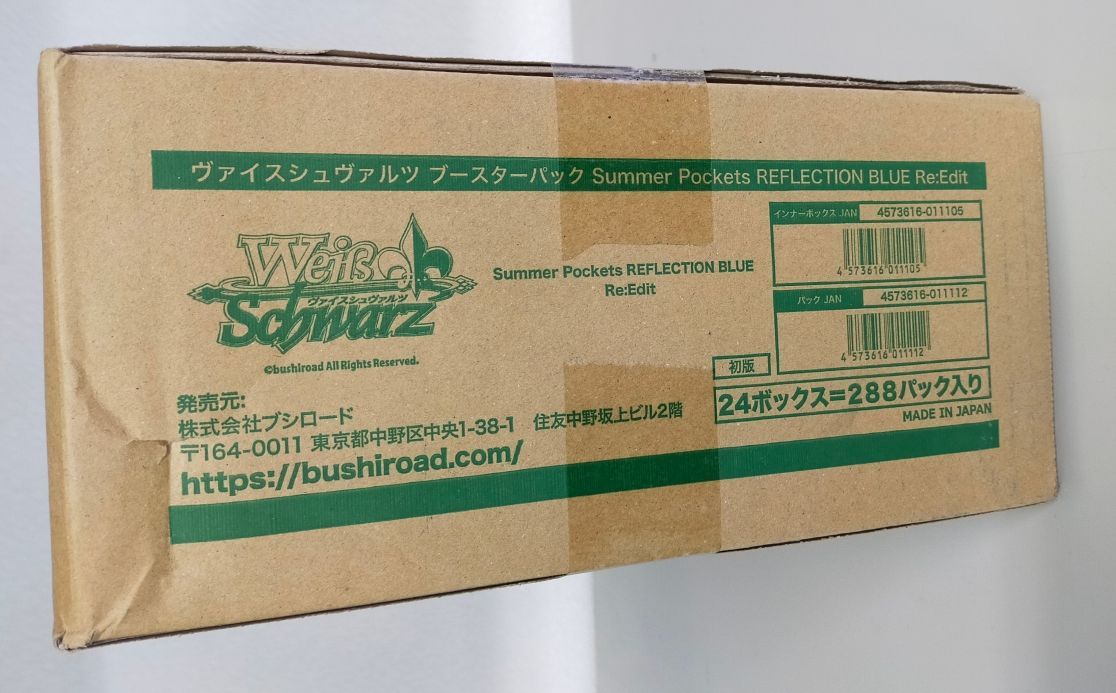 ヴァイスシュヴァルツ ブースターパック Summer Pockets REFLECTION BLUE Re:Edit
Weiß
ヴァイスシュヴァルツ
Schwarz
©bushiroad All Rights Reserved.
Summer Pockets REFLECTION BLUE
Re:Edit
インナーボックス JAN 4573616-011105
4 573616 011105
パック JAN 4573616-011112
4 573616 011112
初版
24ボックス=288パック入り
MADE IN JAPAN
発売元:
株式会社ブシロード
〒164-0011 東京都中野区中央1-38-1 住友中野坂上ビル2階
https://bushiroad.com/